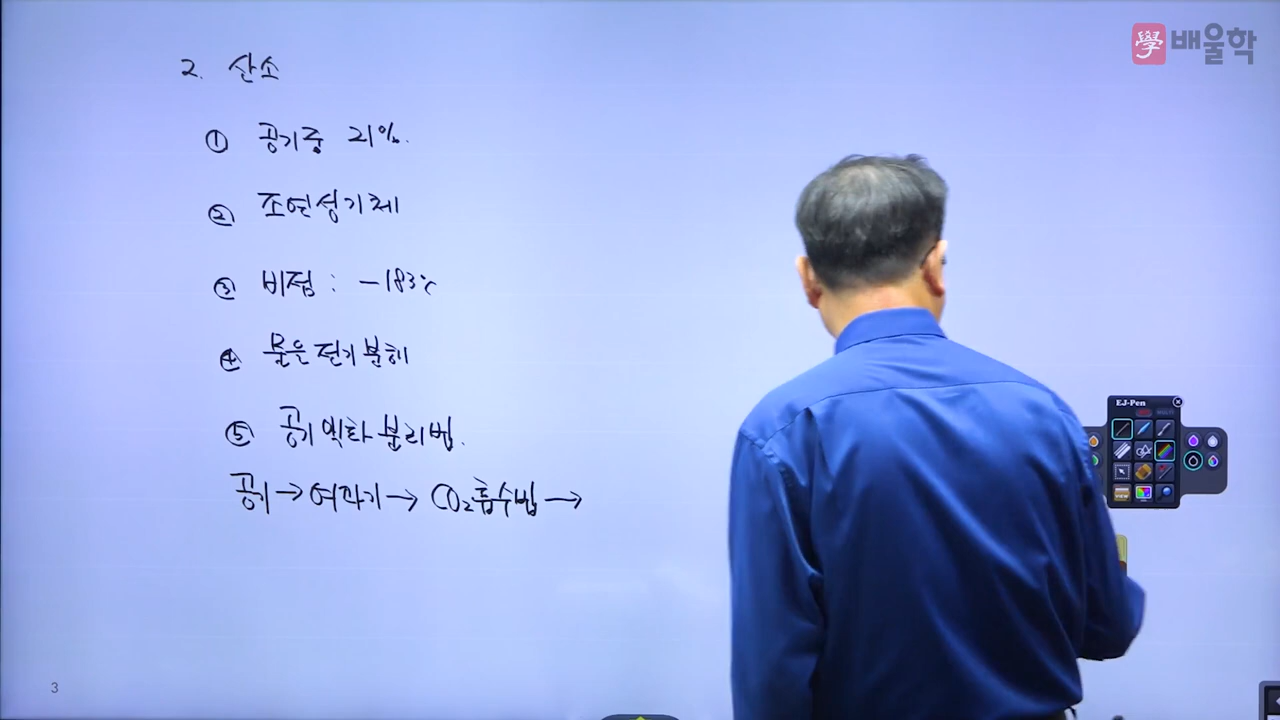 學 배울학
2. 산소
① 공기중 21%.
② 조연성기체
③ 비점 : -183℃
④ 물은 전기분해
⑤ 공기액화분리법.
공기 → 여과기 → CO₂흡수법 →
EJ-Pen
3